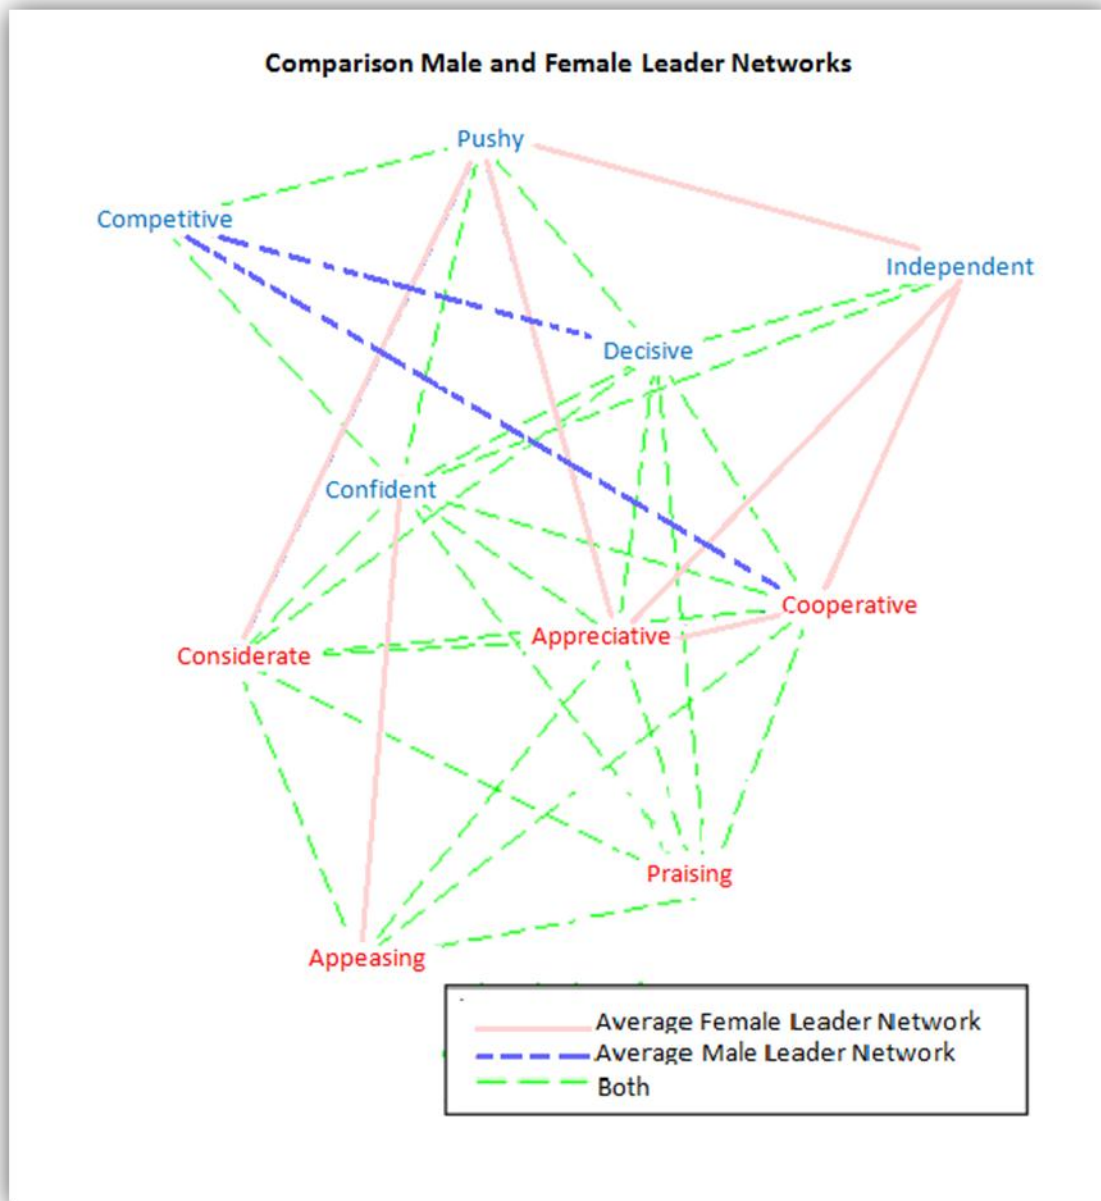 Comparison Male and Female Leader Networks
Pushy
Competitive
Independent
Decisive
Confident
Cooperative
Appreciative
Considerate
Praising
Appeasing
Average Female Leader Network
Average Male Leader Network
Both